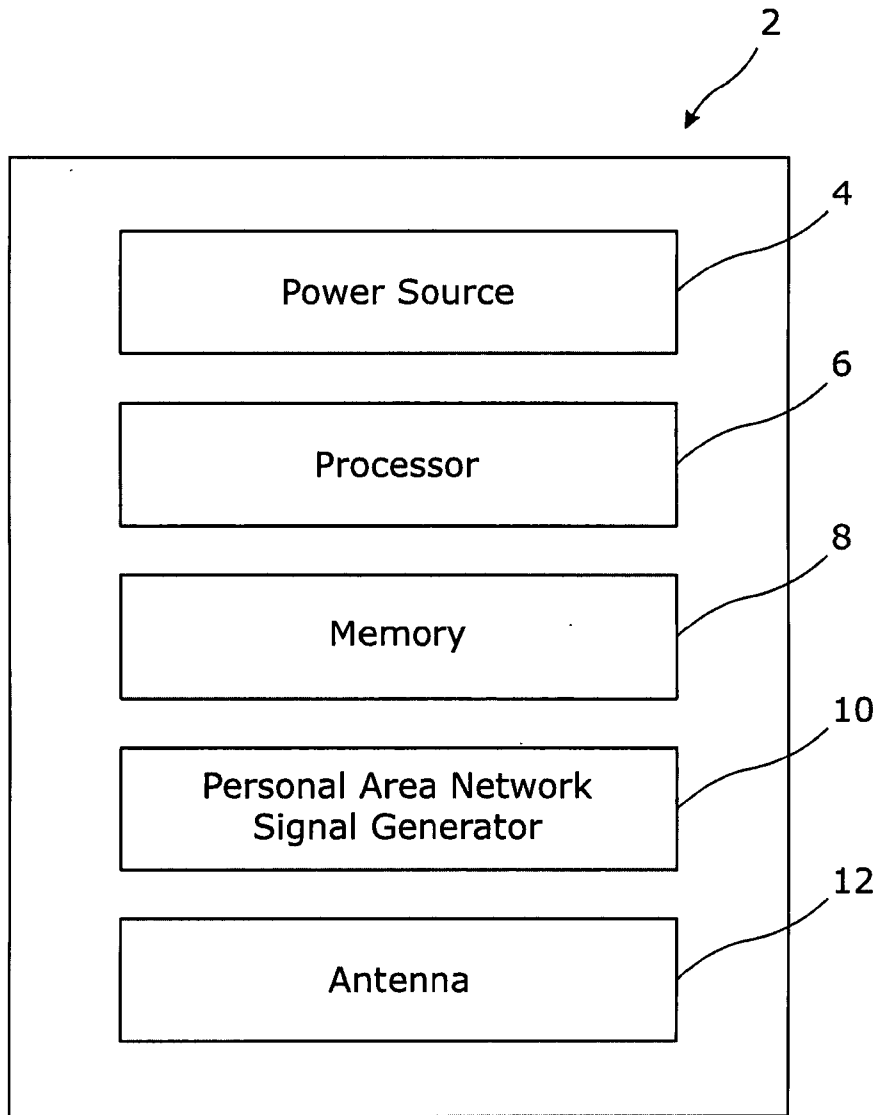 2
4
Power Source
6
Processor
8
Memory
10
Personal Area Network
Signal Generator
12
Antenna